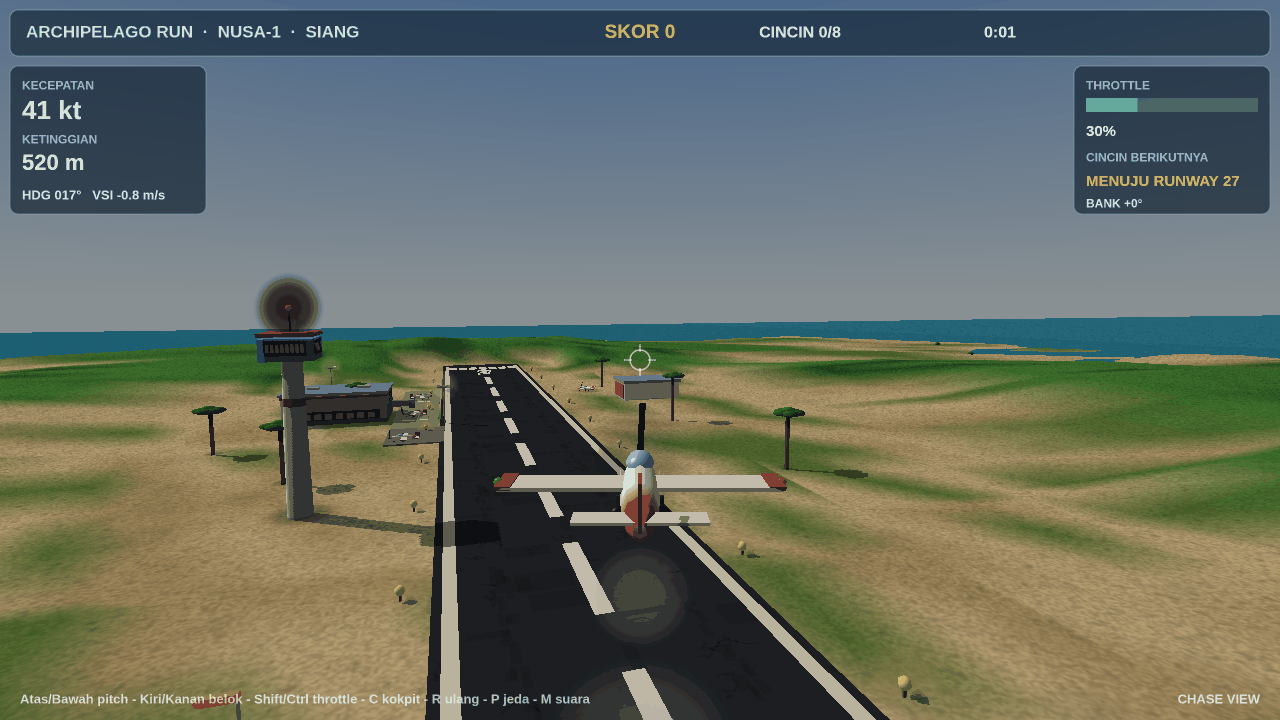 ARCHIPELAGO RUN · NUSA-1 · SIANG
SKOR 0
CINCIN 0/8
0:01
KECEPATAN
41 kt
KETINGGIAN
520 m
HDG 017° VSI -0.8 m/s
THROTTLE
30%
CINCIN BERIKUTNYA
MENUJU RUNWAY 27
BANK +0°
Atas/Bawah pitch - Kiri/Kanan belok - Shift/Ctrl throttle - C kokpit - R ulang - P jeda - M suara
CHASE VIEW